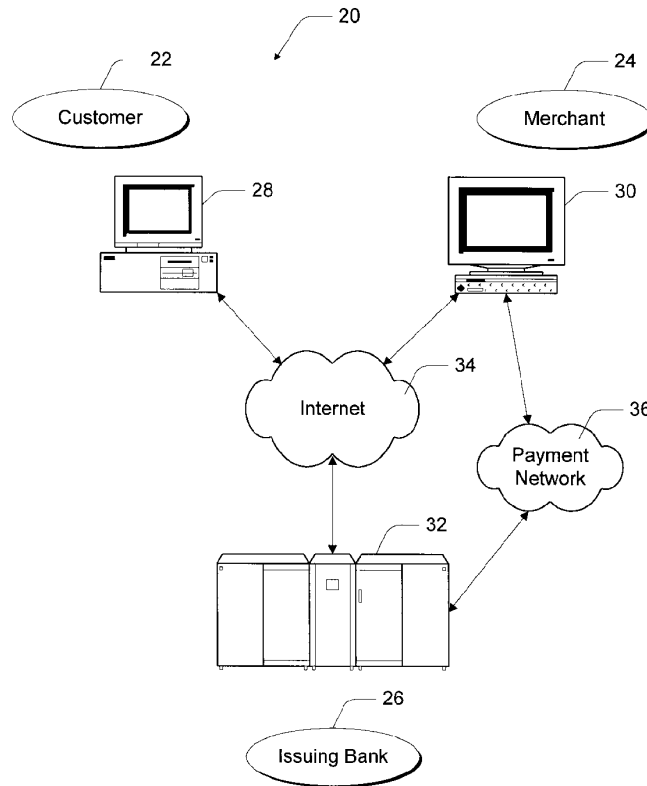 20
22
24
Customer
Merchant
28
30
34
Internet
36
Payment
Network
32
26
Issuing Bank